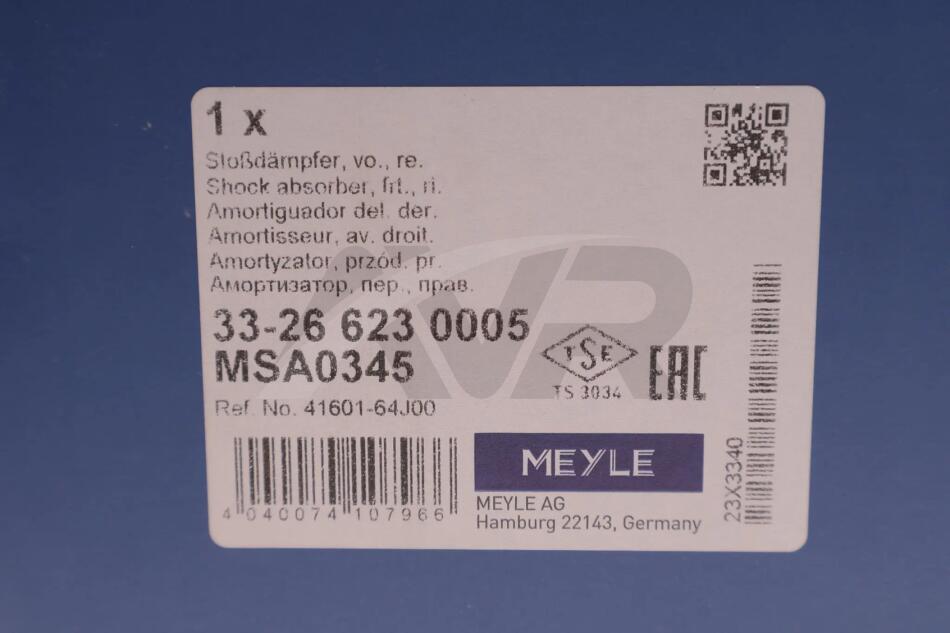 1 x
Stoßdämpfer, vo., re.
Shock absorber, frt., ri.
Amortiguador del. der.
Amortisseur, av. droit.
Amortyzator, przód. pr.
Амортизатор, пер., прав.
33-26 623 0005
MSA0345
TSE
TS 3034
EAC
Ref. No. 41601-64J00
4 040074 107966
MEYLE
MEYLE AG
Hamburg 22143, Germany
23X3340
NVR